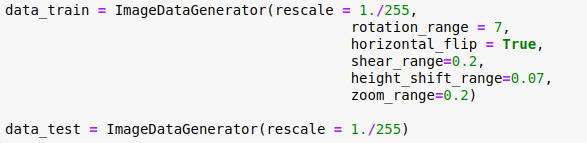 data_train = ImageDataGenerator(rescale = 1./255,
rotation_range = 7,
horizontal_flip = True,
shear_range=0.2,
height_shift_range=0.07,
zoom_range=0.2)
data_test = ImageDataGenerator(rescale = 1./255)